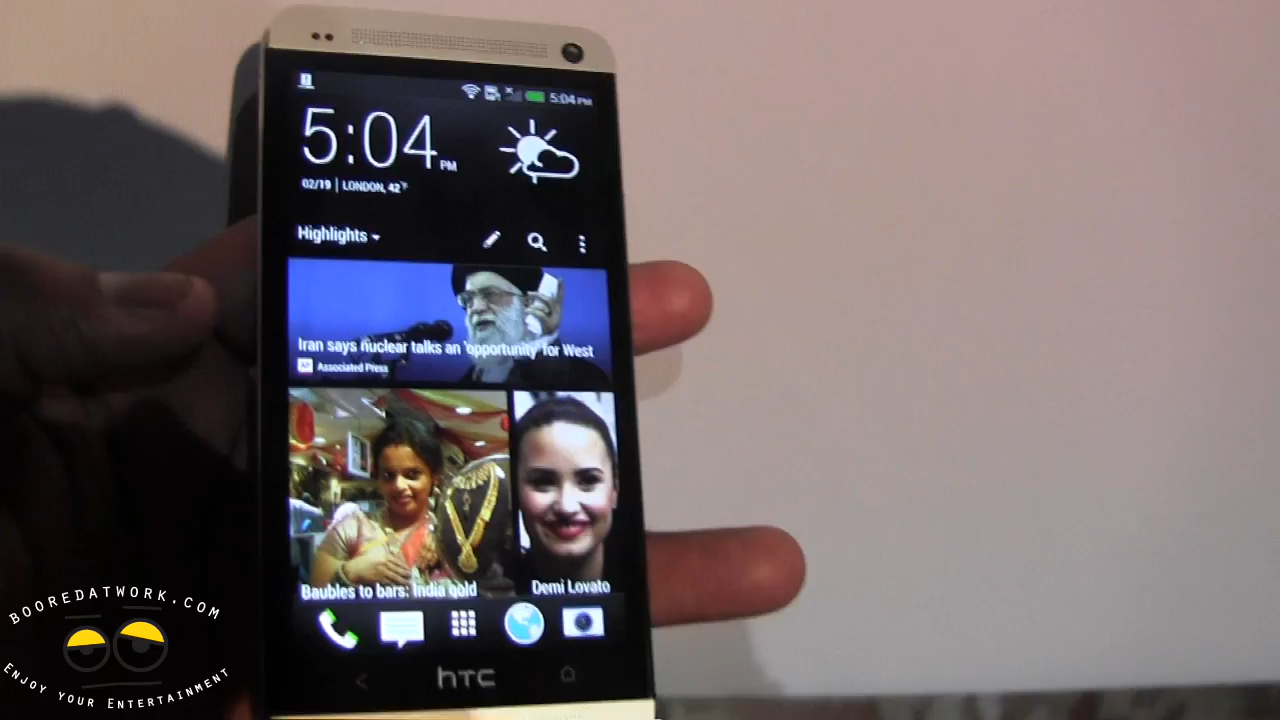 5:04 PM
5:04 PM
02/19 | LONDON, 42°F
Highlights
Iran says nuclear talks an 'opportunity' for West
Associated Press
Baubles to bars: India gold
Demi Lovato
hTC
BOOREDATWORK.COM
ENJOY YOUR ENTERTAINMENT